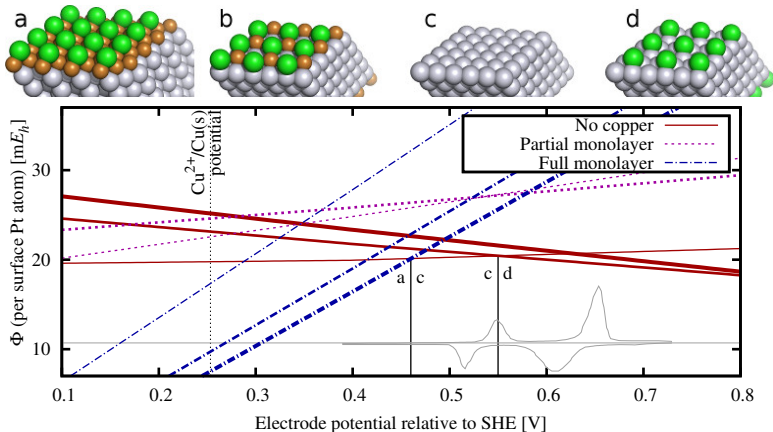 a b c d
Φ (per surface Pt atom) [mEₕ]
Cu²⁺/Cu(s)
potential
No copper
Partial monolayer
Full monolayer
30
20
10
a c c d
0.1 0.2 0.3 0.4 0.5 0.6 0.7 0.8
Electrode potential relative to SHE [V]